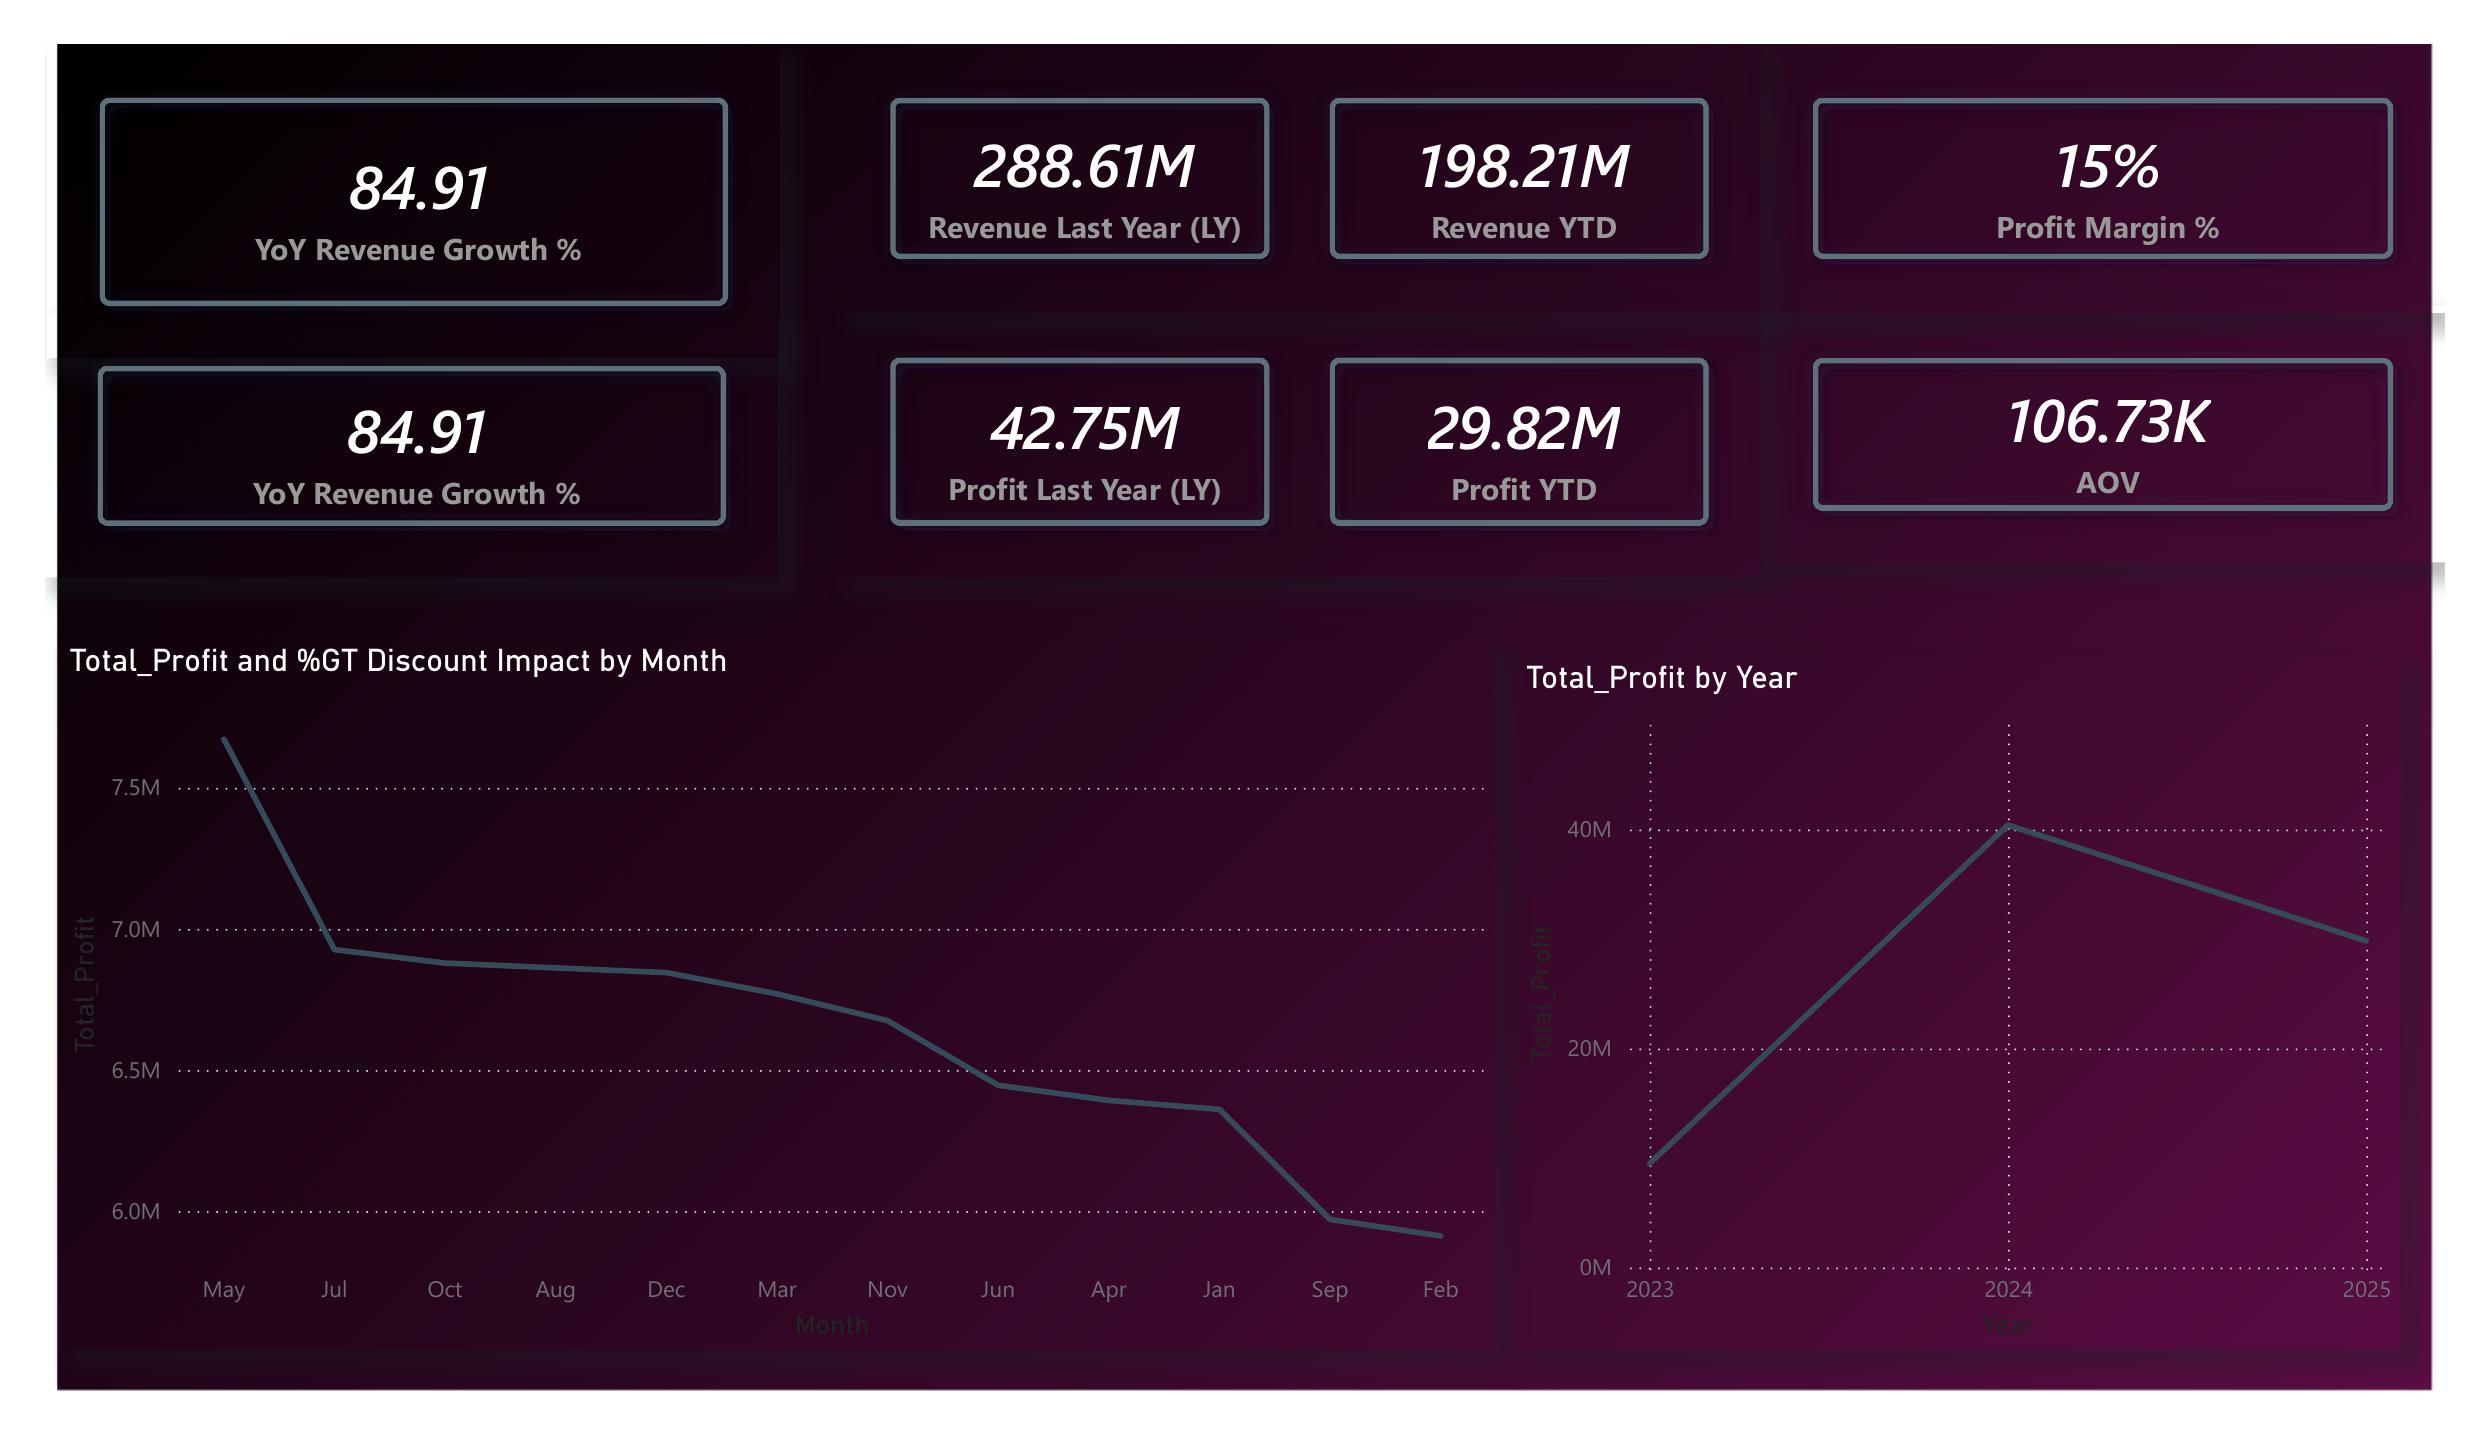 84.91
YoY Revenue Growth %
288.61M
Revenue Last Year (LY)
198.21M
Revenue YTD
15%
Profit Margin %
84.91
YoY Revenue Growth %
42.75M
Profit Last Year (LY)
29.82M
Profit YTD
106.73K
AOV
Total_Profit and %GT Discount Impact by Month
7.5M
7.0M
6.5M
6.0M
Total_Profit
May Jul Oct Aug Dec Mar Nov Jun Apr Jan Sep Feb
Month
Total_Profit by Year
40M
20M
0M
Total_Profit
2023 2024 2025
Year